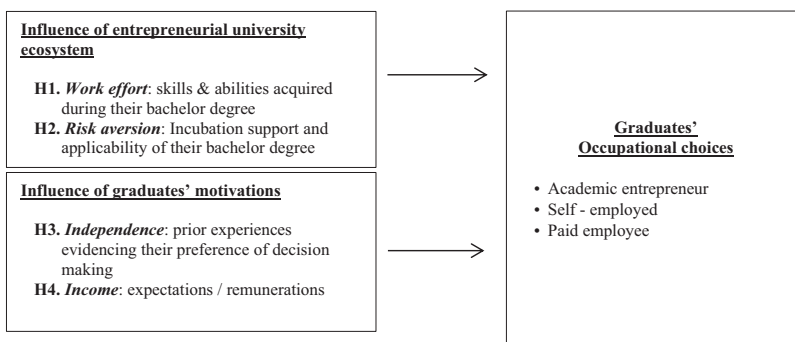 Influence of entrepreneurial university
ecosystem
H1. Work effort: skills & abilities acquired
during their bachelor degree
H2. Risk aversion: Incubation support and
applicability of their bachelor degree
Influence of graduates’ motivations
H3. Independence: prior experiences
evidencing their preference of decision
making
H4. Income: expectations / remunerations
Graduates’
Occupational choices
• Academic entrepreneur
• Self - employed
• Paid employee